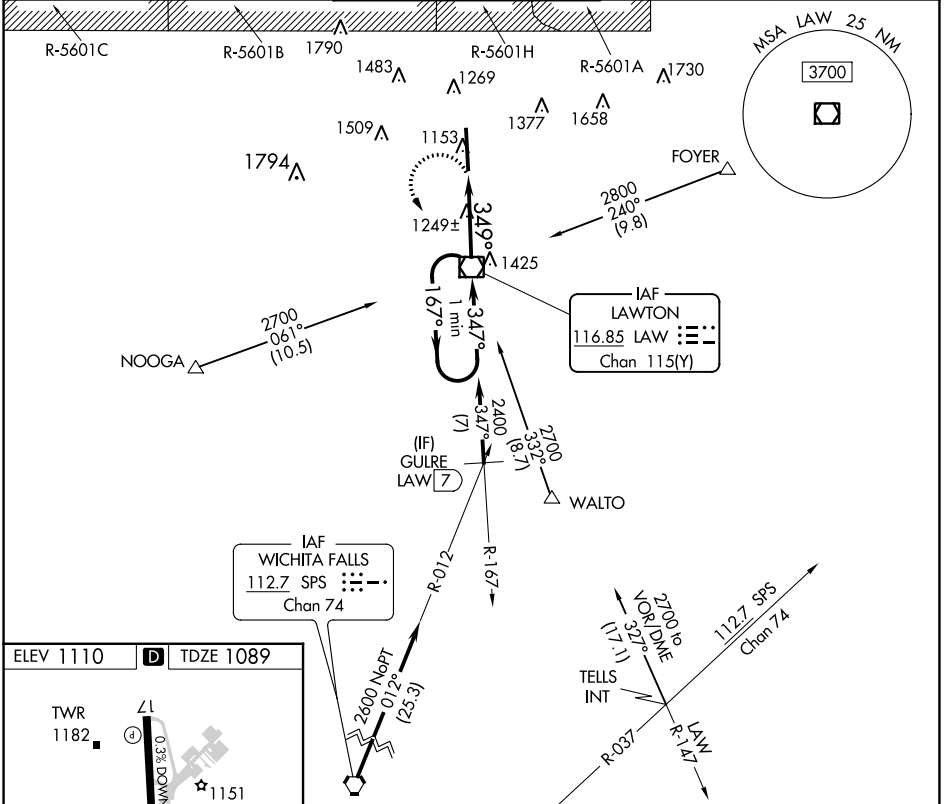 R-5601C
R-5601B
1790
R-5601H
R-5601A
MSA LAW 25 NM
3700
1483
1269
1730
1377
1658
1509
1153
1794
FOYER
2800
240°
(9.8)
1249±
349°
1425
IAF
LAWTON
116.85 LAW
Chan 115(Y)
167°
1 min
347°
2700
061°
(10.5)
NOOGA
2400
347°
(7)
2700
332°
(8.7)
(IF)
GULRE
LAW 7
WALTO
IAF
WICHITA FALLS
112.7 SPS
Chan 74
R-012
R-167
2700 to
VOR/DME
327°
(17.1)
112.7 SPS
Chan 74
TELLS
INT
R-037
LAW
R-147
2600 NoPT
012°
(25.3)
ELEV 1110
D
TDZE 1089
TWR
1182
17
P
0.3% DOWN
1151